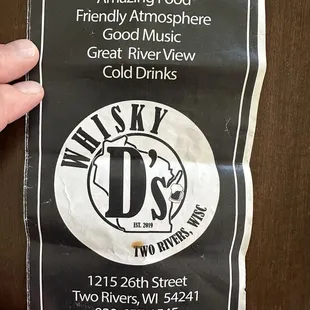 Amazing Food
Friendly Atmosphere
Good Music
Great River View
Cold Drinks
WHISKY
D's
EST. 2019
TWO RIVERS, WISC
1215 26th Street
Two Rivers, WI 54241